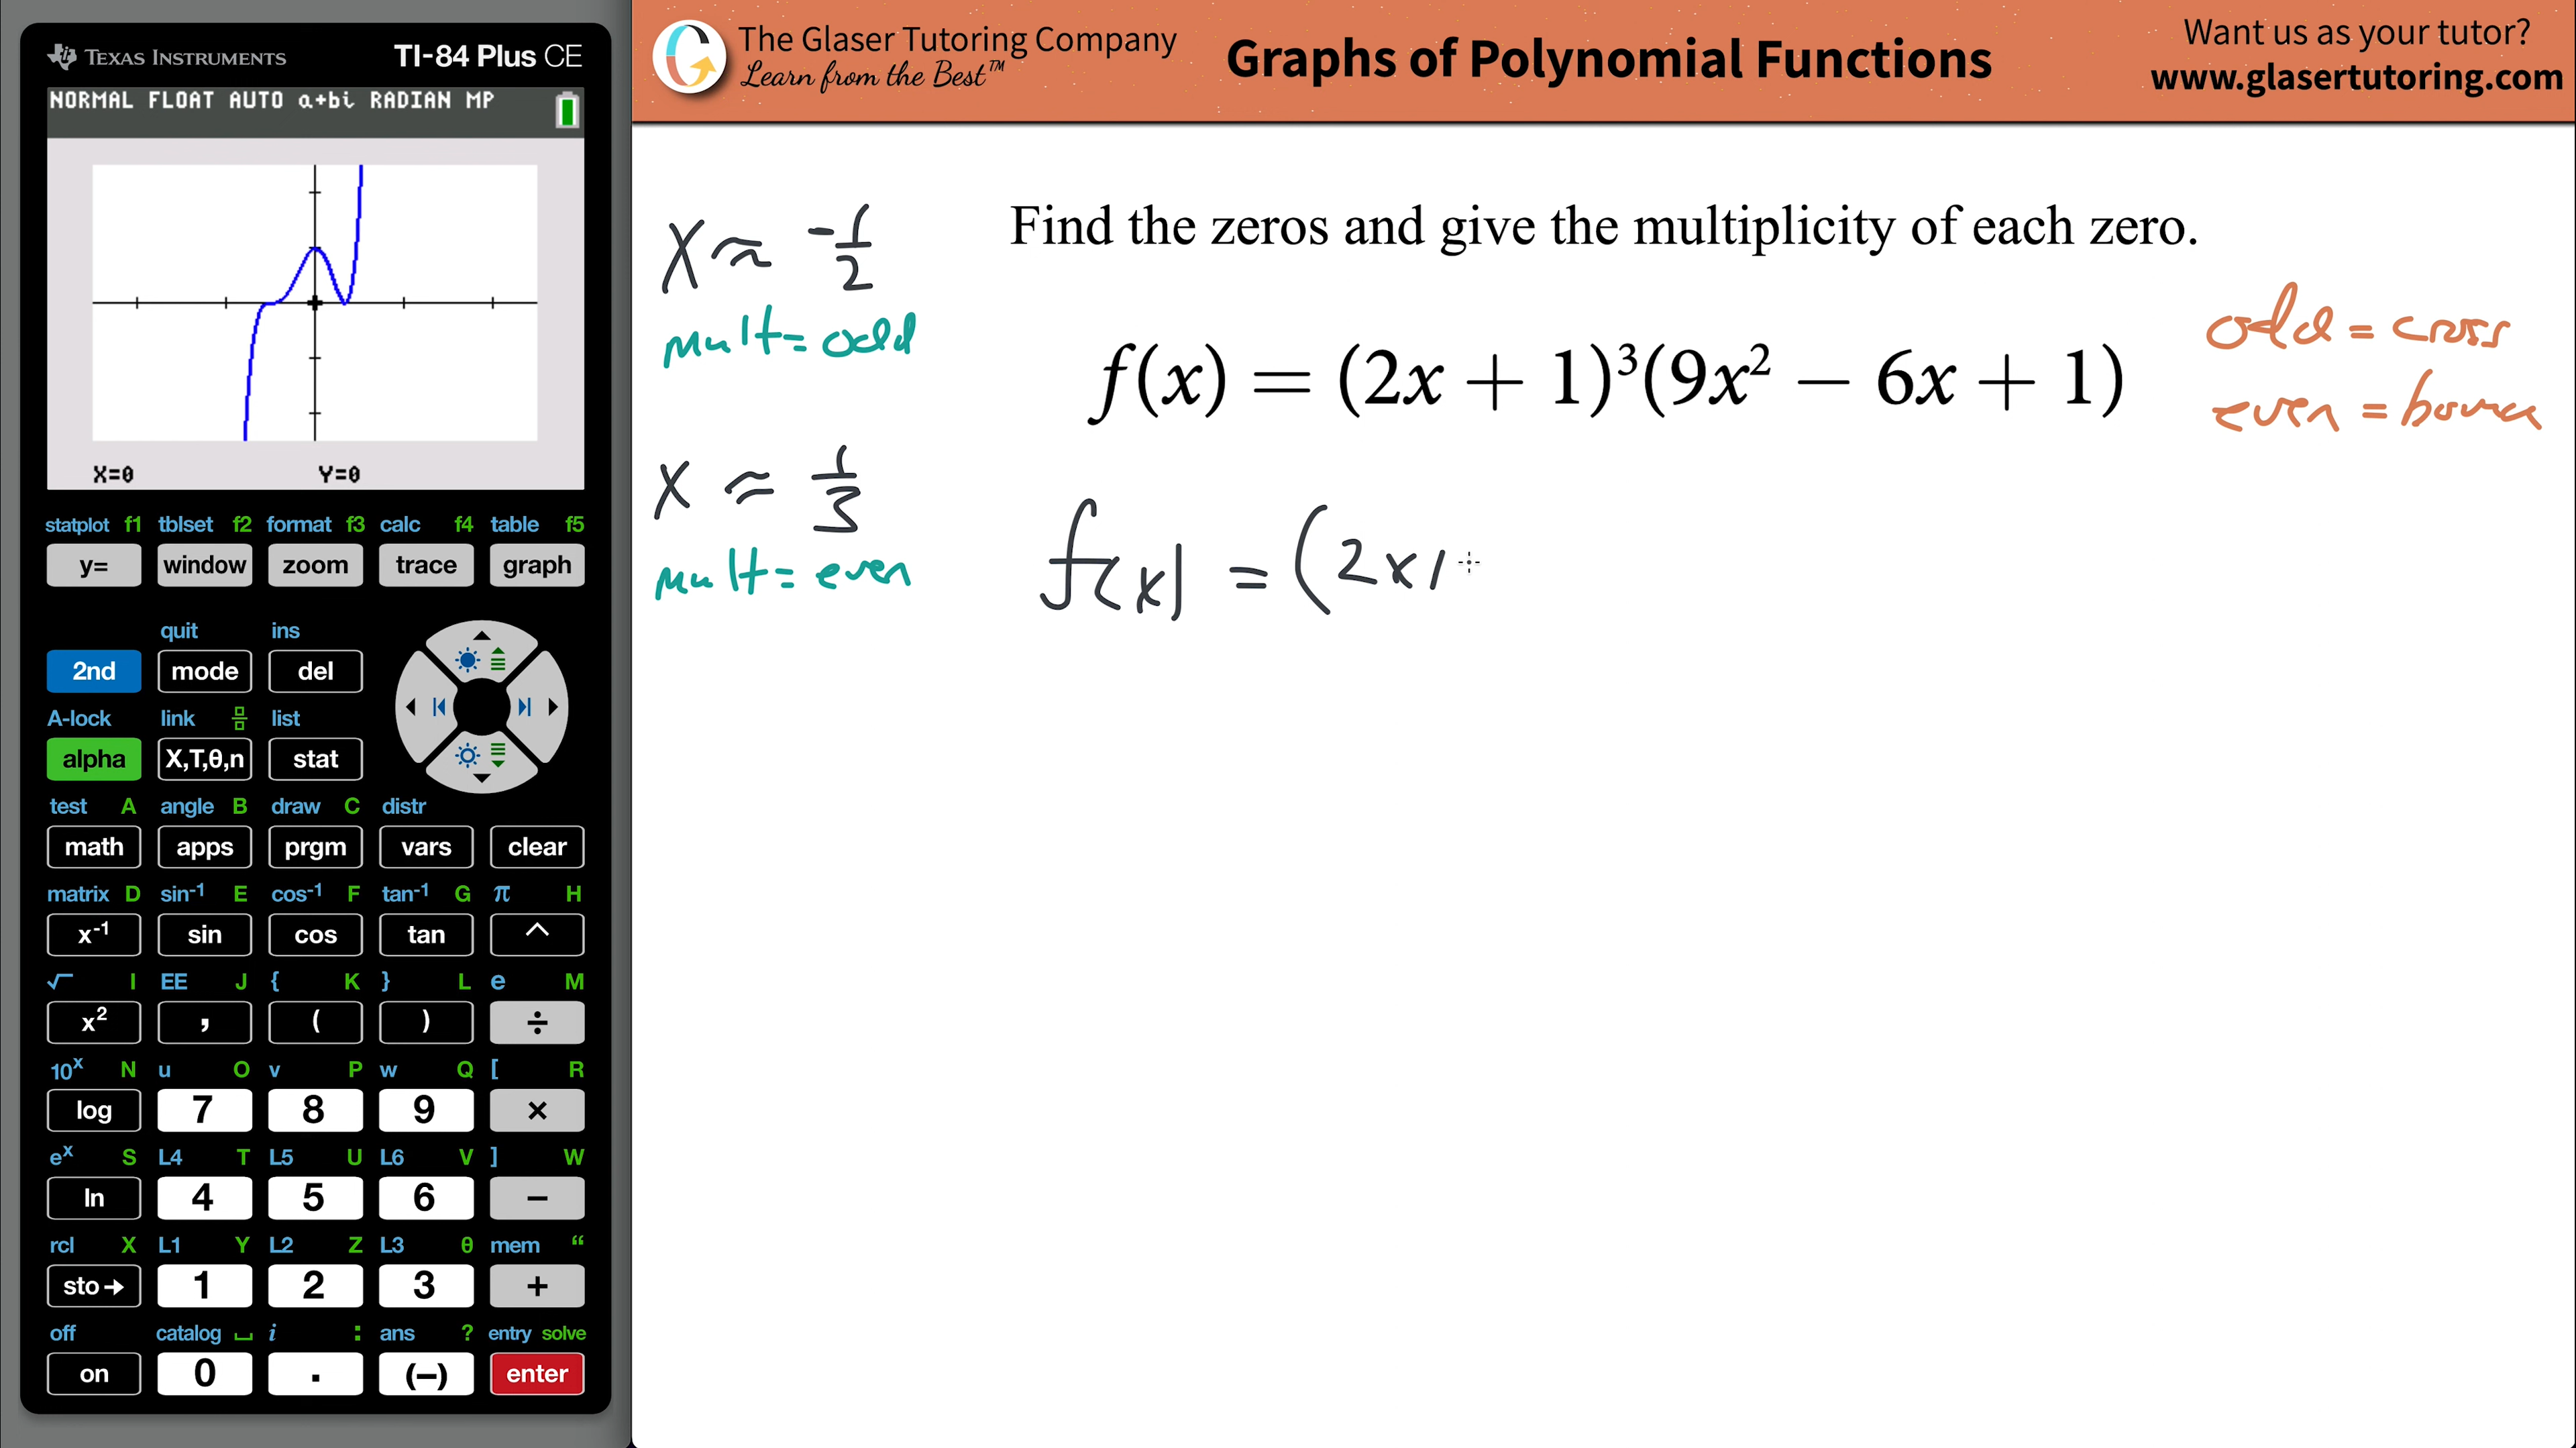 TEXAS INSTRUMENTS TI-84 Plus CE
NORMAL FLOAT AUTO a+bi RADIAN MP
X=0 Y=0
statplot f1 tblset f2 format f3 calc f4 table f5
y= window zoom trace graph
quit ins
2nd mode del
A-lock link list
alpha X,T,θ,n stat
test A angle B draw C distr
math apps prgm vars clear
matrix D sin⁻¹ E cos⁻¹ F tan⁻¹ G π H
x⁻¹ sin cos tan ^
√ I EE J { K } L e M
x² , ( ) ÷
10ˣ N u O v P w Q [ R
log 7 8 9 ×
eˣ S L4 T L5 U L6 V ] W
ln 4 5 6 −
rcl X L1 Y L2 Z L3 θ mem “
sto→ 1 2 3 +
off catalog ⎵ i : ans ? entry solve
on 0 . (–) enter
The Glaser Tutoring Company
Learn from the Best™
Graphs of Polynomial Functions
Want us as your tutor?
www.glasertutoring.com
Find the zeros and give the multiplicity of each zero.
f(x) = (2x + 1)³(9x² − 6x + 1)
x ≈ -1/2
mult = odd
x ≈ 1/3
mult = even
odd = cross
even = bounce
f(x) = (2x